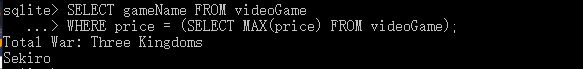 sqlite> SELECT gameName FROM videoGame
   ...> WHERE price = (SELECT MAX(price) FROM videoGame);
Total War: Three Kingdoms
Sekiro